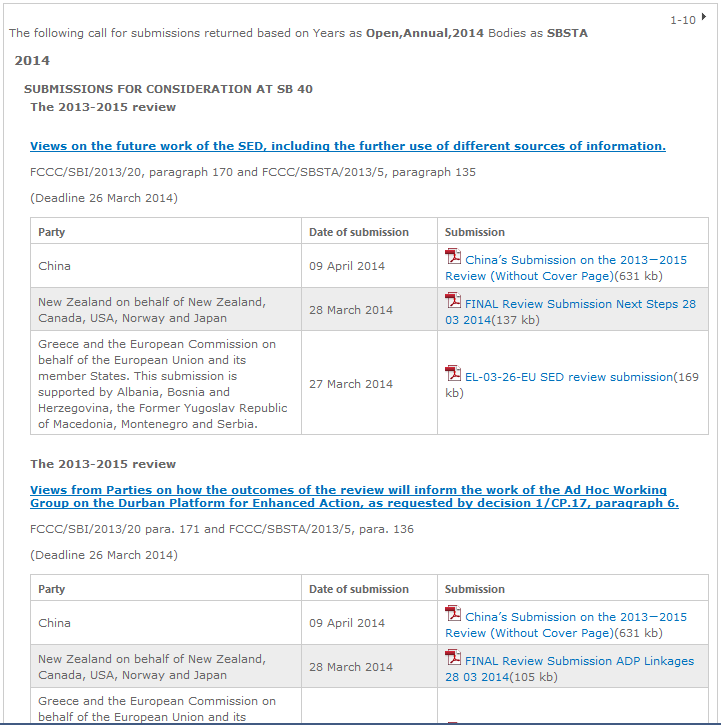 1-10
The following call for submissions returned based on Years as Open,Annual,2014 Bodies as SBSTA
2014
SUBMISSIONS FOR CONSIDERATION AT SB 40
The 2013-2015 review
Views on the future work of the SED, including the further use of different sources of information.
FCCC/SBI/2013/20, paragraph 170 and FCCC/SBSTA/2013/5, paragraph 135
(Deadline 26 March 2014)
Party Date of submission Submission
China 09 April 2014 China’s Submission on the 2013—2015
Review (Without Cover Page)(631 kb)
New Zealand on behalf of New Zealand,
Canada, USA, Norway and Japan 28 March 2014 FINAL Review Submission Next Steps 28
03 2014(137 kb)
Greece and the European Commission on
behalf of the European Union and its
member States. This submission is
supported by Albania, Bosnia and
Herzegovina, the Former Yugoslav Republic
of Macedonia, Montenegro and Serbia.
27 March 2014 EL-03-26-EU SED review submission(169
kb)
The 2013-2015 review
Views from Parties on how the outcomes of the review will inform the work of the Ad Hoc Working
Group on the Durban Platform for Enhanced Action, as requested by decision 1/CP.17, paragraph 6.
FCCC/SBI/2013/20 para. 171 and FCCC/SBSTA/2013/5, para. 136
(Deadline 26 March 2014)
Party Date of submission Submission
China 09 April 2014 China’s Submission on the 2013—2015
Review (Without Cover Page)(631 kb)
New Zealand on behalf of New Zealand,
Canada, USA, Norway and Japan 28 March 2014 FINAL Review Submission ADP Linkages
28 03 2014(105 kb)
Greece and the European Commission on
behalf of the European Union and its